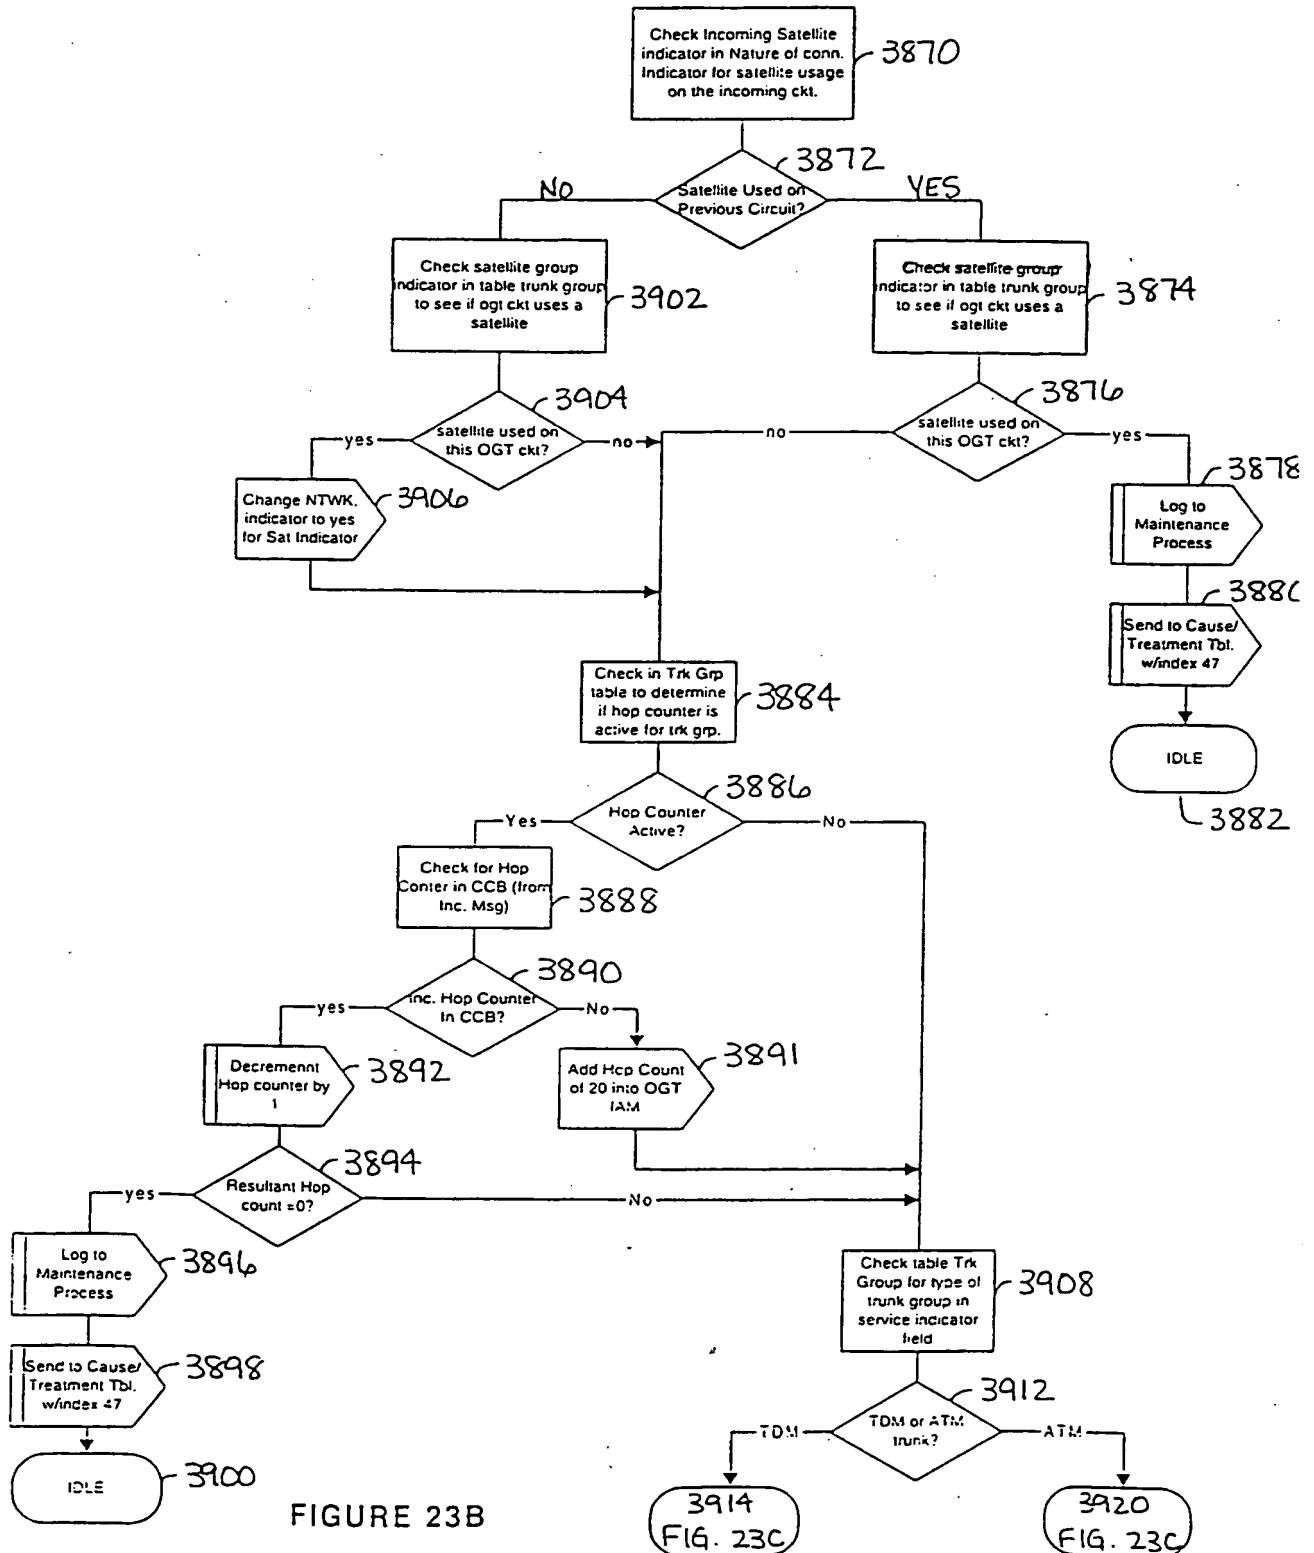 Check Incoming Satellite
indicator in Nature of conn.
Indicator for satellite usage
on the incoming ckt.
3870
3872
NO
Satellite Used on
Previous Circuit?
YES
Check satellite group
indicator in table trunk group
to see if ogt ckt uses a
satellite
3902
Check satellite group
indicator in table trunk group
to see if ogt ckt uses a
satellite
3874
3904
yes
satellite used on
this OGT ckt?
no
no
3876
satellite used on
this OGT ckt?
yes
Change NTWK.
indicator to yes
for Sat Indicator
3906
3878
Log to
Maintenance
Process
388
Send to Cause/
Treatment Tbl.
w/index 47
IDLE
3882
Check in Trk Grp
table to determine
if hop counter is
active for trk grp.
3884
3886
Yes
Hop Counter
Active?
No
Check for Hop
Conter in CCB (from
Inc. Msg)
3888
3890
yes
Inc. Hop Counter
In CCB?
No
Decrememnt
Hop counter by
1
3892
Add Hop Count
of 20 into OGT
IAM
3891
3894
yes
Resultant Hop
count =0?
No
Log to
Maintenance
Process
3896
Send to Cause/
Treatment Tbl.
w/index 47
3898
IDLE
3900
Check table Trk
Group for type of
trunk group in
service indicator
field
3908
3912
TDM
TDM or ATM
trunk?
ATM
3914
FIG. 23C
3920
FIG. 23C
FIGURE 23B